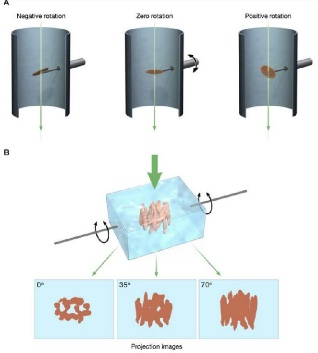 A
Negative rotation Zero rotation Positive rotation
B
0° 35° 70°
Projection images